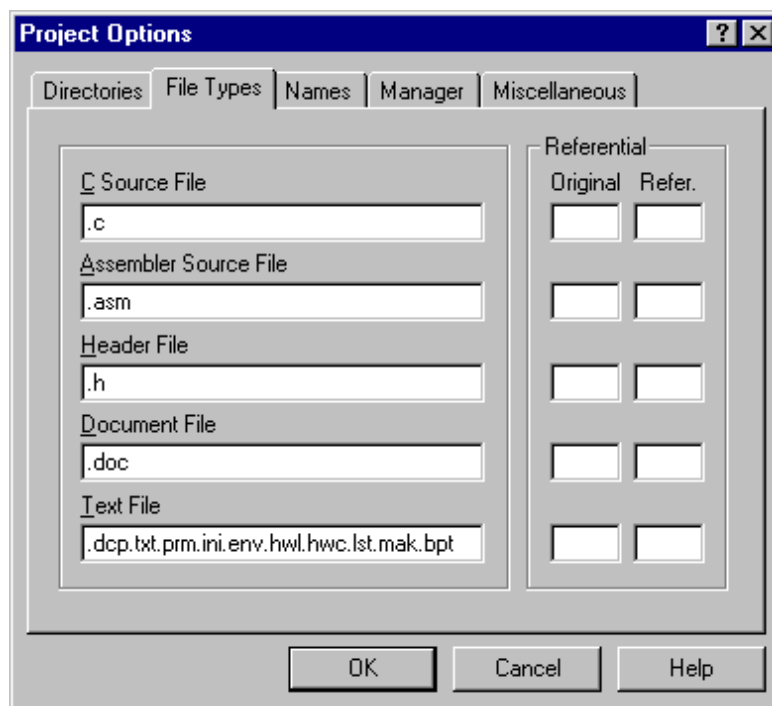 Project Options
Directories File Types Names Manager Miscellaneous
Referential
C Source File Original Refer.
.c
Assembler Source File
.asm
Header File
.h
Document File
.doc
Text File
.dcp.txt.prm.ini.env.hwl.hwc.lst.mak.bpt
OK Cancel Help